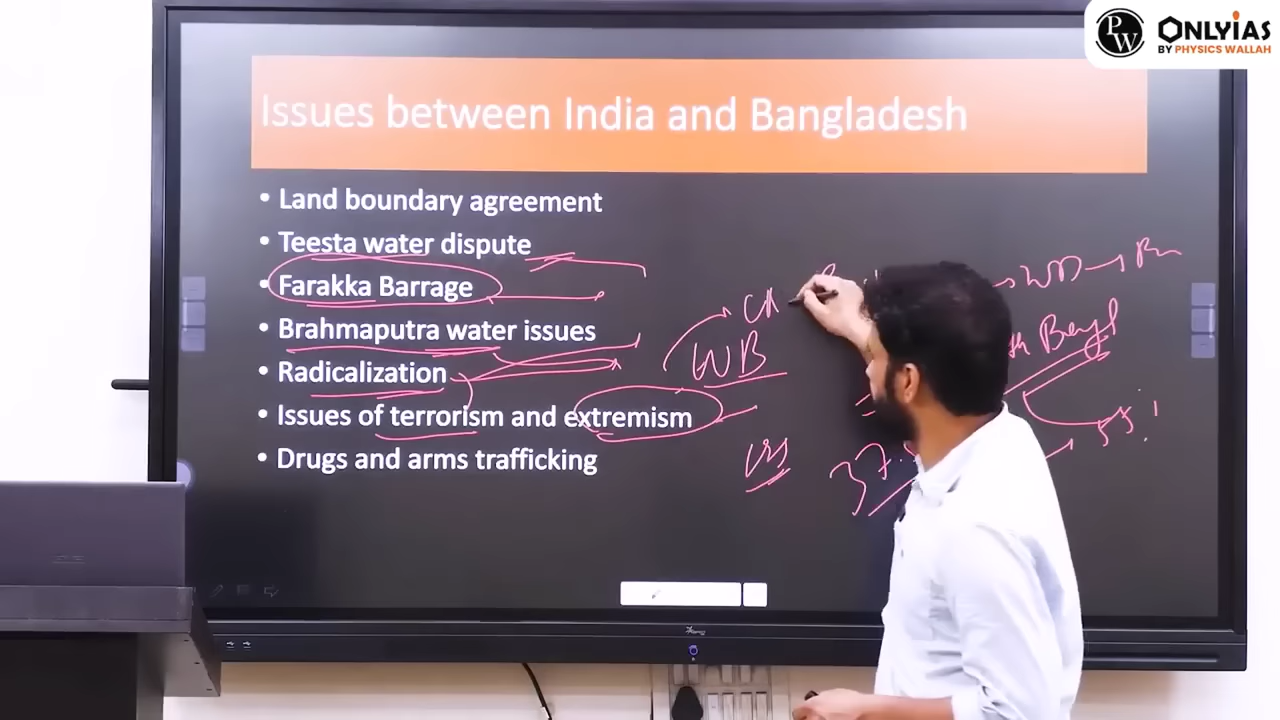 PW ONLYIAS
BY PHYSICS WALLAH
Issues between India and Bangladesh
• Land boundary agreement
• Teesta water dispute
• Farakka Barrage
• Brahmaputra water issues
• Radicalization
• Issues of terrorism and extremism
• Drugs and arms trafficking
WB